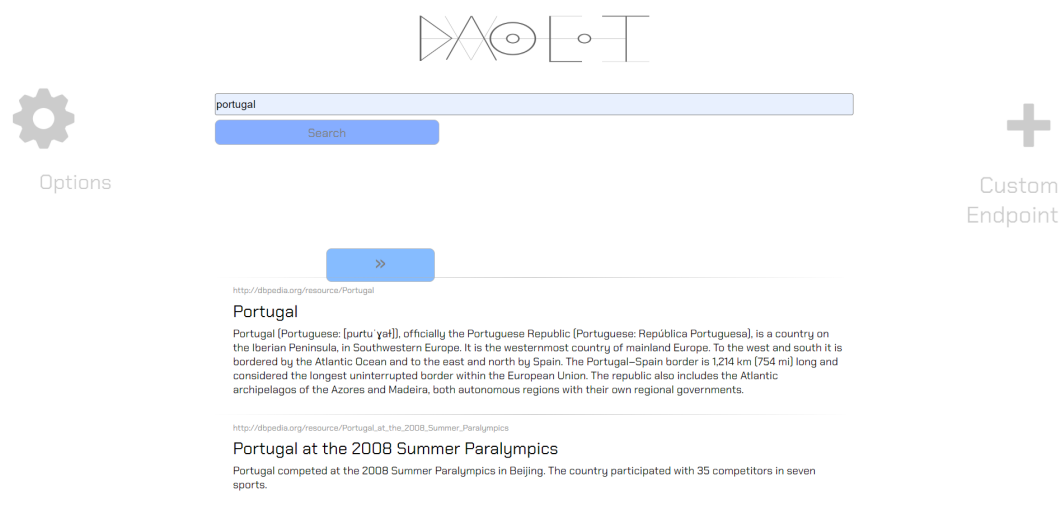 portugal
Search
Options
Custom
Endpoint
»
http://dbpedia.org/resource/Portugal
Portugal
Portugal (Portuguese: [puɾtuˈɣaɫ]), officially the Portuguese Republic (Portuguese: República Portuguesa), is a country on
the Iberian Peninsula, in Southwestern Europe. It is the westernmost country of mainland Europe. To the west and south it is
bordered by the Atlantic Ocean and to the east and north by Spain. The Portugal–Spain border is 1,214 km (754 mi) long and
considered the longest uninterrupted border within the European Union. The republic also includes the Atlantic
archipelagos of the Azores and Madeira, both autonomous regions with their own regional governments.
http://dbpedia.org/resource/Portugal_at_the_2008_Summer_Paralympics
Portugal at the 2008 Summer Paralympics
Portugal competed at the 2008 Summer Paralympics in Beijing. The country participated with 35 competitors in seven
sports.